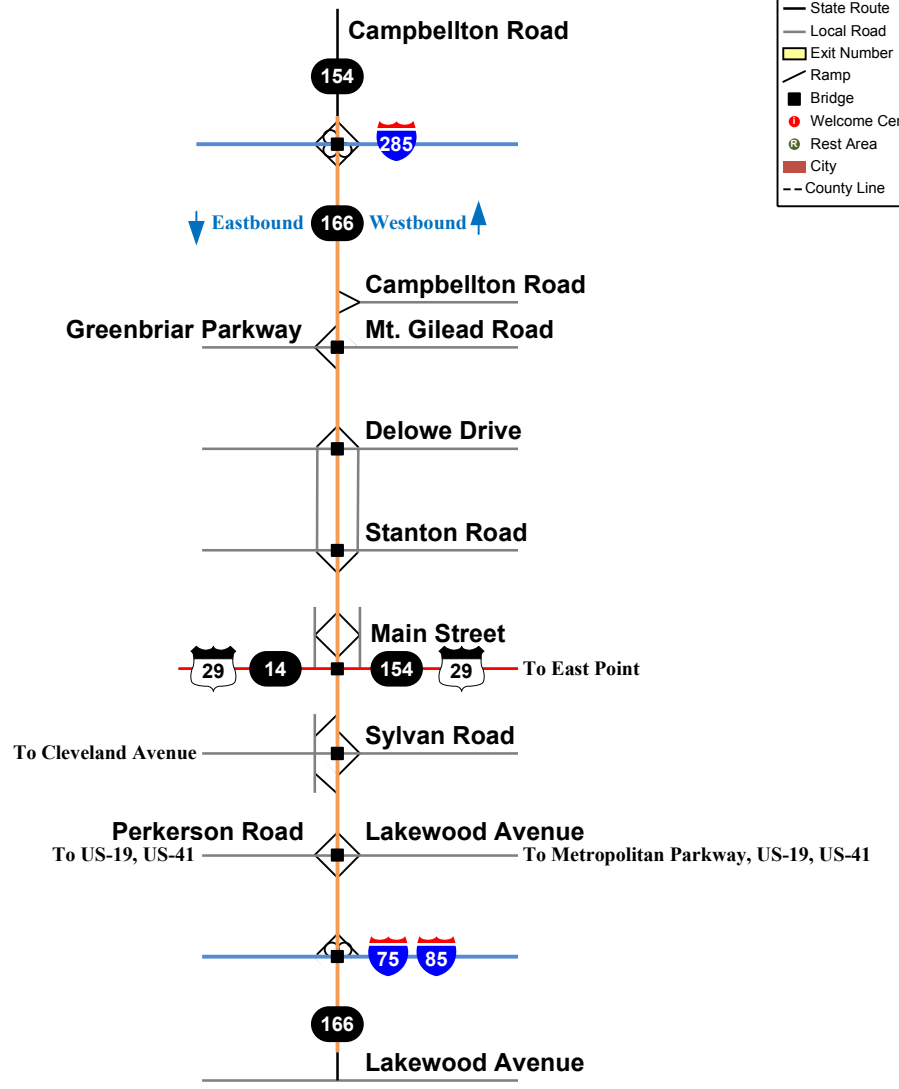 State Route
Campbellton Road
Local Road
Exit Number
154
Ramp
Bridge
285
Rest Area
City
County Line
Eastbound 166 Westbound
Campbellton Road
Greenbriar Parkway Mt. Gilead Road
Delowe Drive
Stanton Road
Main Street
29 14 154 29 To East Point
Sylvan Road
To Cleveland Avenue
Perkerson Road Lakewood Avenue
To US-19, US-41 To Metropolitan Parkway, US-19, US-41
75 85
166
Lakewood Avenue
i Welcome Cer
R